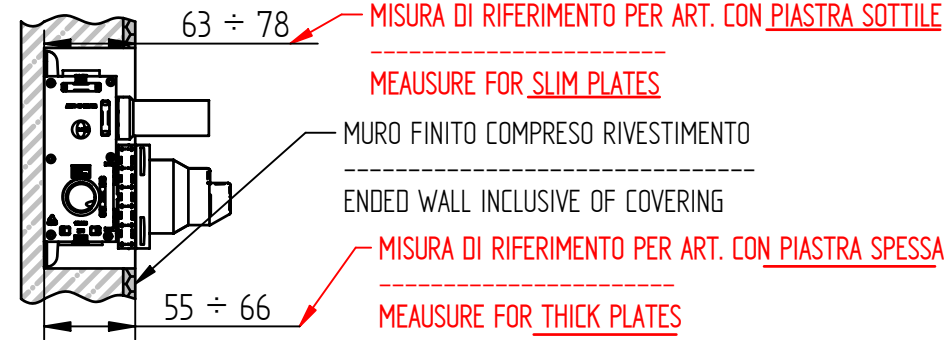 63 ÷ 78
MISURA DI RIFERIMENTO PER ART. CON PIASTRA SOTTILE
-----------------------
MEAUSURE FOR SLIM PLATES
MURO FINITO COMPRESO RIVESTIMENTO
--------------------------------
ENDED WALL INCLUSIVE OF COVERING
MISURA DI RIFERIMENTO PER ART. CON PIASTRA SPESSA
-----------------------
MEAUSURE FOR THICK PLATES
55 ÷ 66